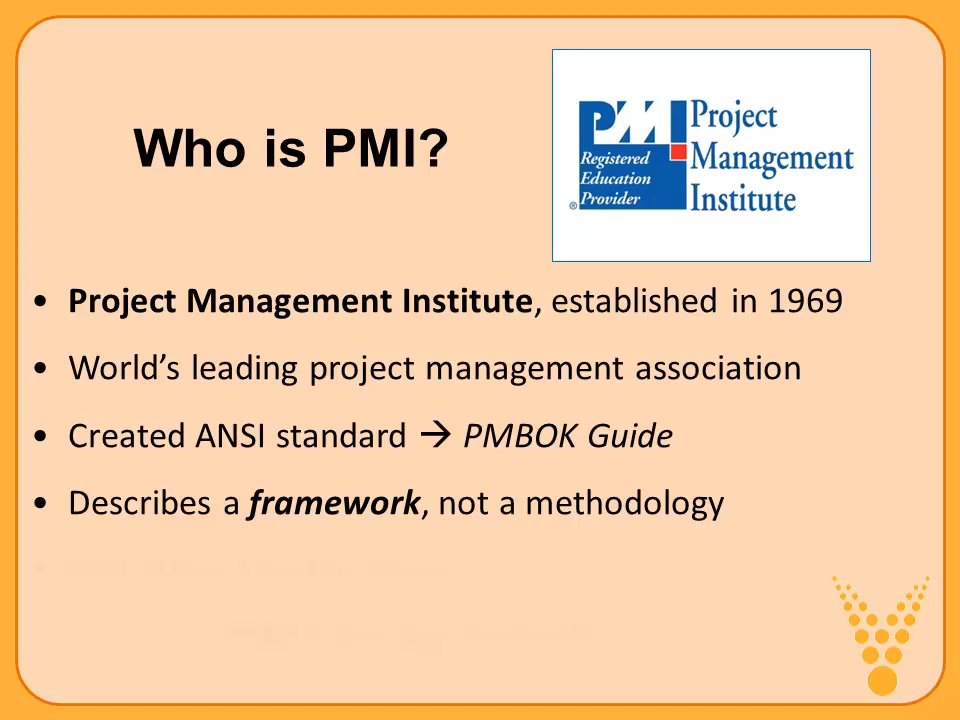 Who is PMI?
PMI
Registered
Education
Provider
®
Project
Management
Institute
• Project Management Institute, established in 1969
• World’s leading project management association
• Created ANSI standard → PMBOK Guide
• Describes a framework, not a methodology